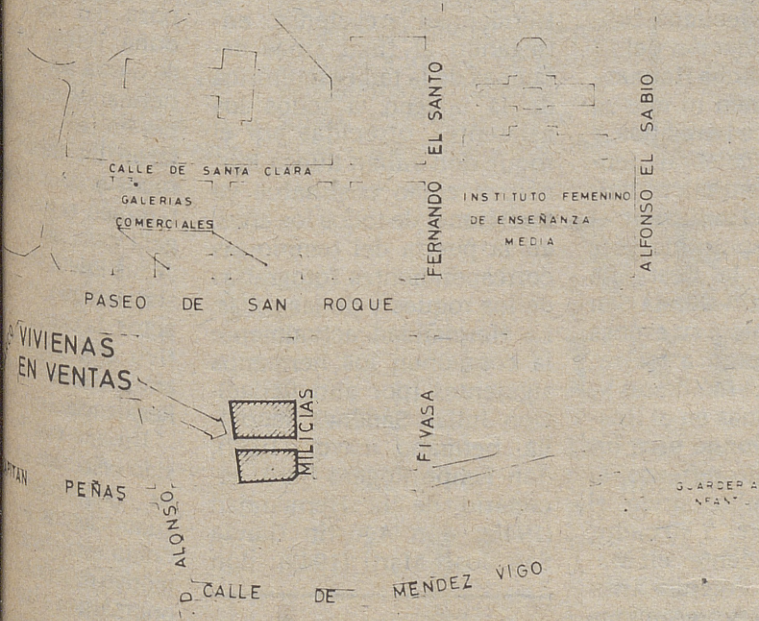 FERNANDO EL SANTO
ALFONSO EL SABIO
CALLE DE SANTA CLARA
GALERIAS
COMERCIALES
INSTITUTO FEMENINO
DE ENSEÑANZA
MEDIA
PASEO DE SAN ROQUE
VIVIENAS
EN VENTAS
MILICIAS
FIVASA
PEÑAS
D ALONSO
CALLE DE MENDEZ VIGO